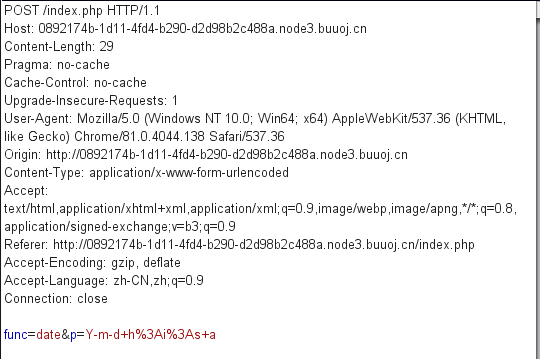 POST /index.php HTTP/1.1
Host: 0892174b-1d11-4fd4-b290-d2d98b2c488a.node3.buuoj.cn
Content-Length: 29
Pragma: no-cache
Cache-Control: no-cache
Upgrade-Insecure-Requests: 1
User-Agent: Mozilla/5.0 (Windows NT 10.0; Win64; x64) AppleWebKit/537.36 (KHTML,
like Gecko) Chrome/81.0.4044.138 Safari/537.36
Origin: http://0892174b-1d11-4fd4-b290-d2d98b2c488a.node3.buuoj.cn
Content-Type: application/x-www-form-urlencoded
Accept:
text/html,application/xhtml+xml,application/xml;q=0.9,image/webp,image/apng,*/*;q=0.8,
application/signed-exchange;v=b3;q=0.9
Referer: http://0892174b-1d11-4fd4-b290-d2d98b2c488a.node3.buuoj.cn/index.php
Accept-Encoding: gzip, deflate
Accept-Language: zh-CN,zh;q=0.9
Connection: close
func=date&p=Y-m-d+h%3Ai%3As+a